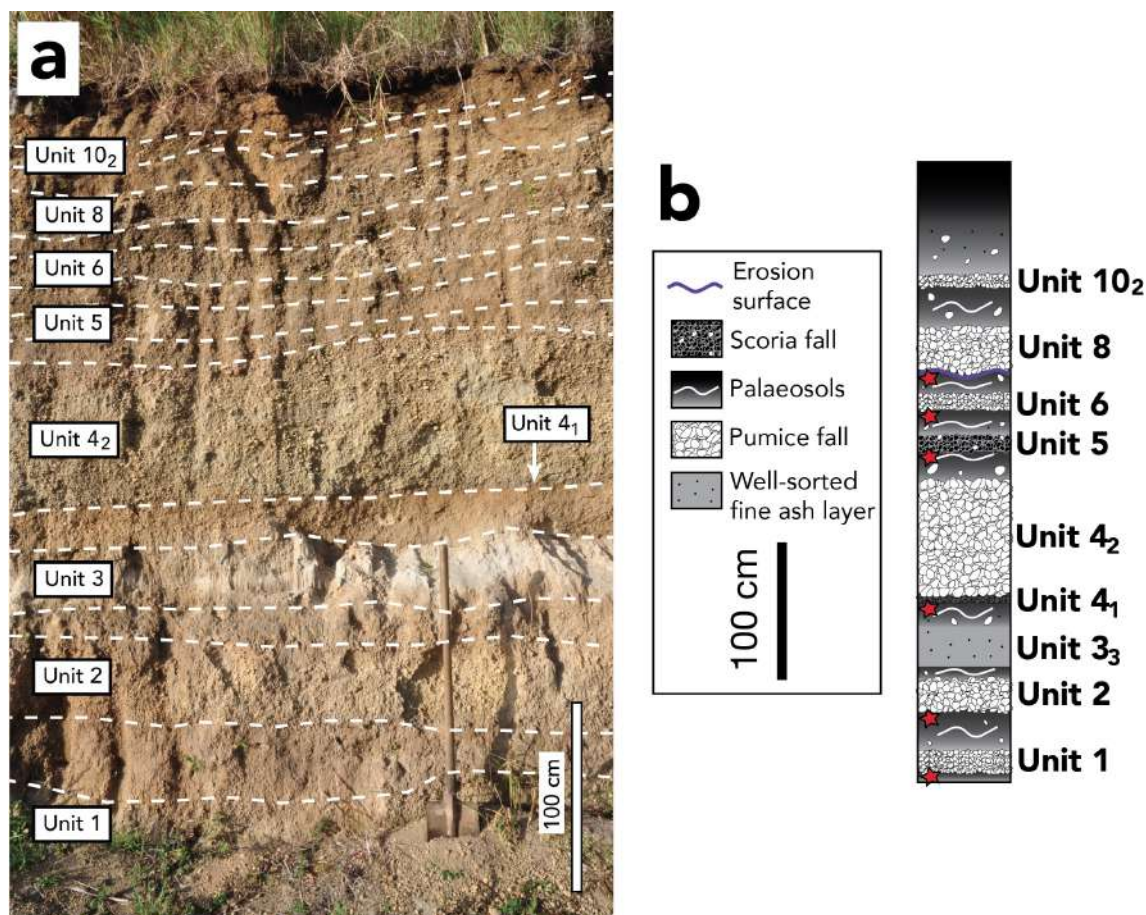 a
Unit 10₂
Unit 8
Unit 6
Unit 5
Unit 4₁
Unit 4₂
Unit 3
Unit 2
Unit 1
100 cm
b
Erosion
surface
Scoria fall
Palaeosols
Pumice fall
Well-sorted
fine ash layer
100 cm
Unit 10₂
Unit 8
Unit 6
Unit 5
Unit 4₂
Unit 4₁
Unit 3₃
Unit 2
Unit 1